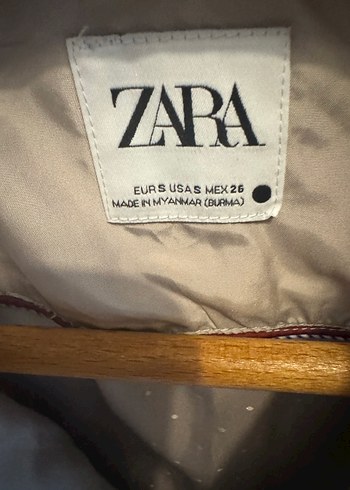 ZARA
EUR S USA S MEX 26
MADE IN MYANMAR (BURMA)